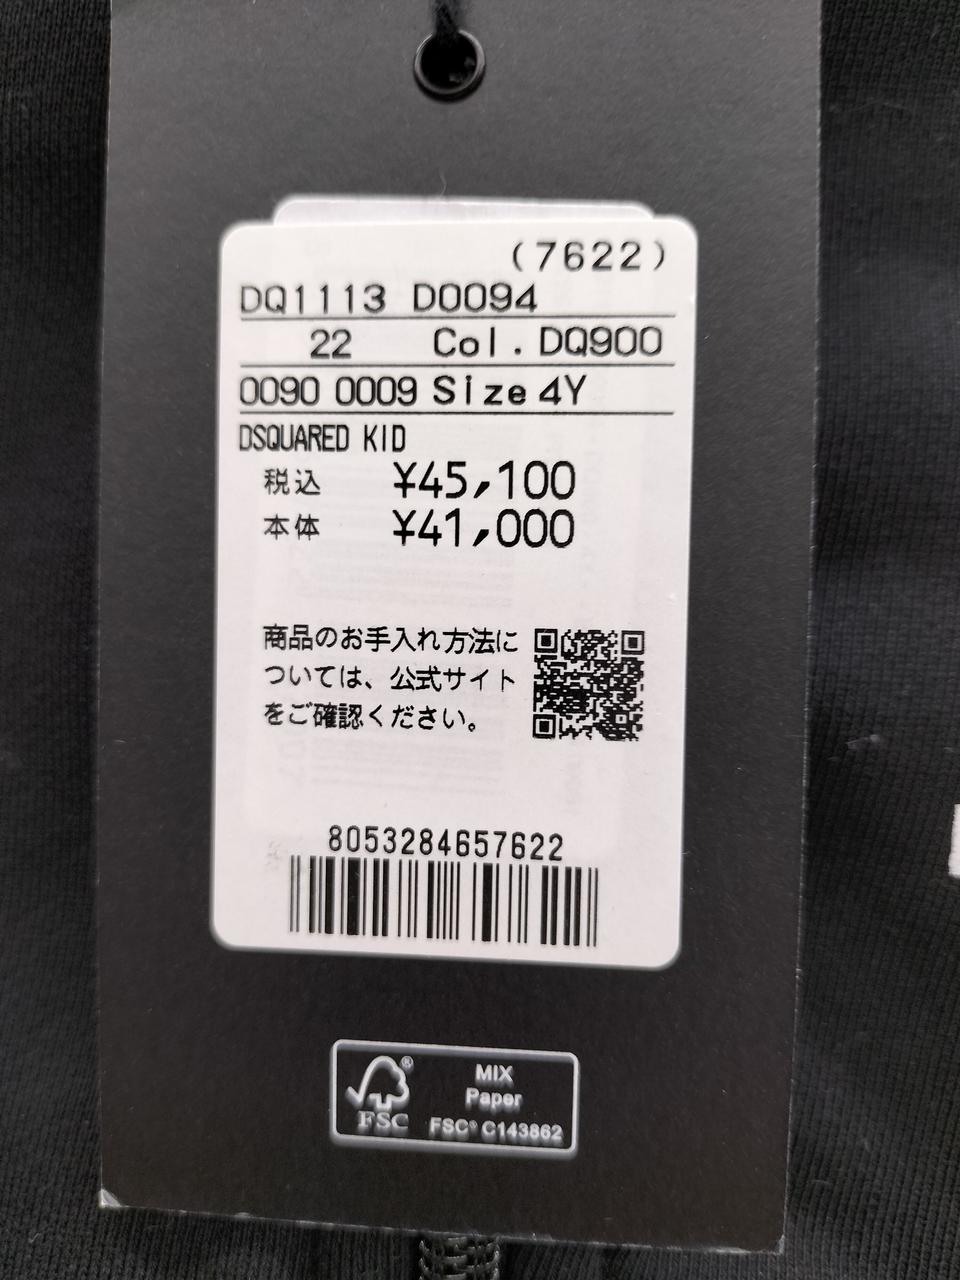 (7622)
DQ1113 D0094
22 Col. DQ900
0090 0009 Size 4Y
DSQUARED KID
税込 ¥45,100
本体 ¥41,000
商品のお手入れ方法に
ついては、公式サイト
をご確認ください。
8053284657622
FSC®
MIX
Paper
FSC® C143862